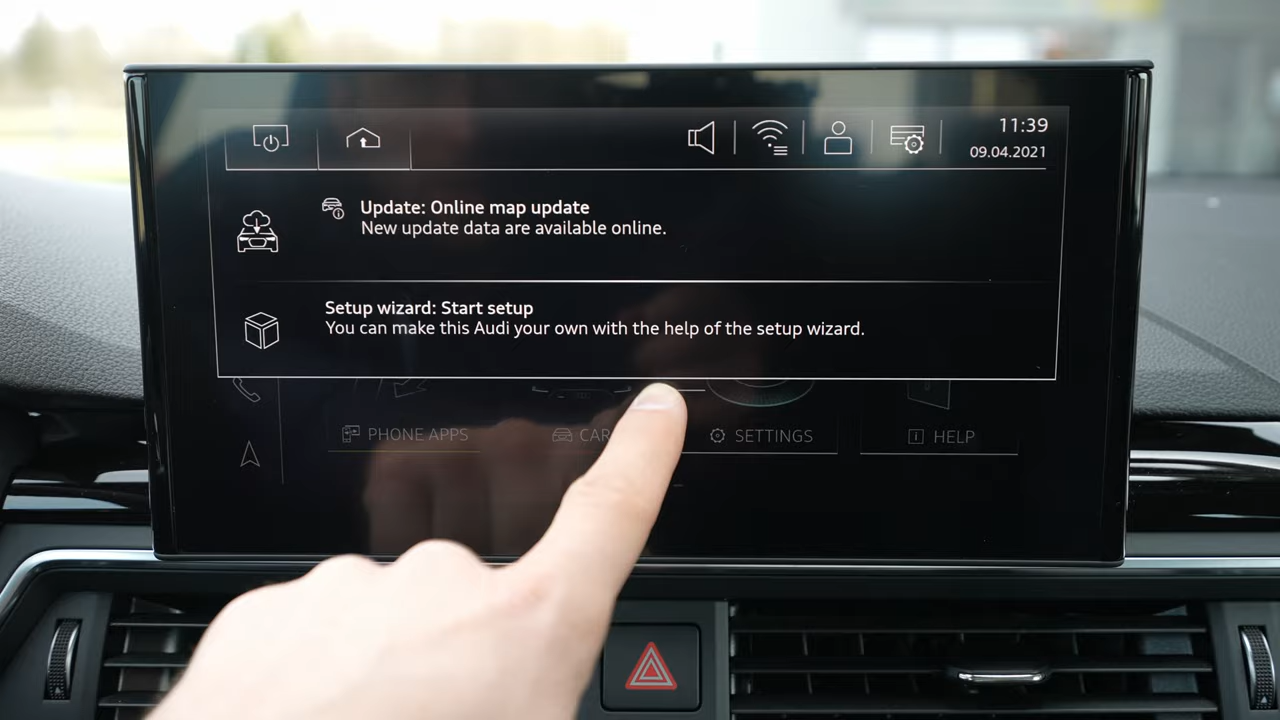 11:39
09.04.2021
Update: Online map update
New update data are available online.
Setup wizard: Start setup
You can make this Audi your own with the help of the setup wizard.
PHONE APPS
CAR
SETTINGS
HELP